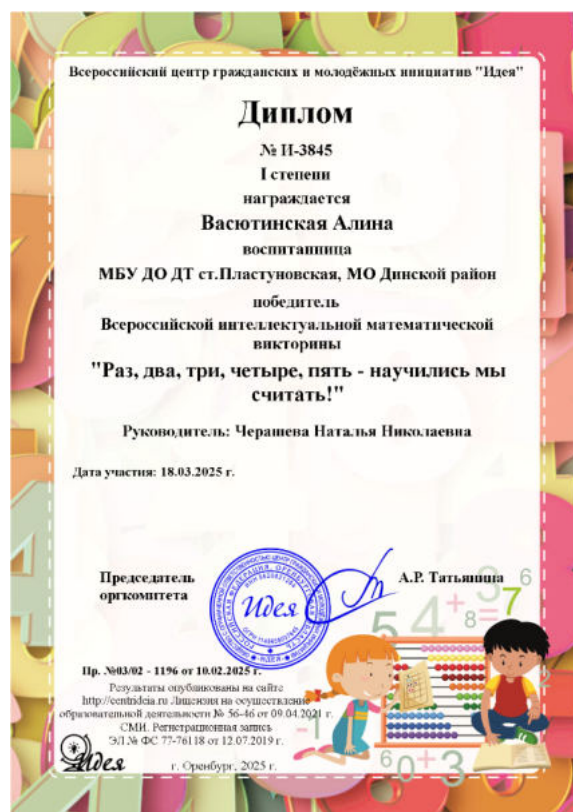 Всероссийский центр гражданских и молодёжных инициатив "Идея"
Диплом
№ И-3845
I степени
награждается
Васютинская Алина
воспитанница
МБУ ДО ДТ ст.Пластуновская, МО Динской район
победитель
Всероссийской интеллектуальной математической
викторины
"Раз, два, три, четыре, пять - научились мы
считать!"
Руководитель: Черашева Наталья Николаевна
Дата участия: 18.03.2025 г.
Председатель
оргкомитета
Идея
А.Р. Татьянина
Пр. №03/02 - 1196 от 10.02.2025 г.
Результаты опубликованы на сайте
http://centrideia.ru Лицензия на осуществление
образовательной деятельности № 56-46 от 09.04.2021 г.
СМИ. Регистрационная запись
ЭЛ № ФС 77-76118 от 12.07.2019 г.
Идея
г. Оренбург, 2025 г.